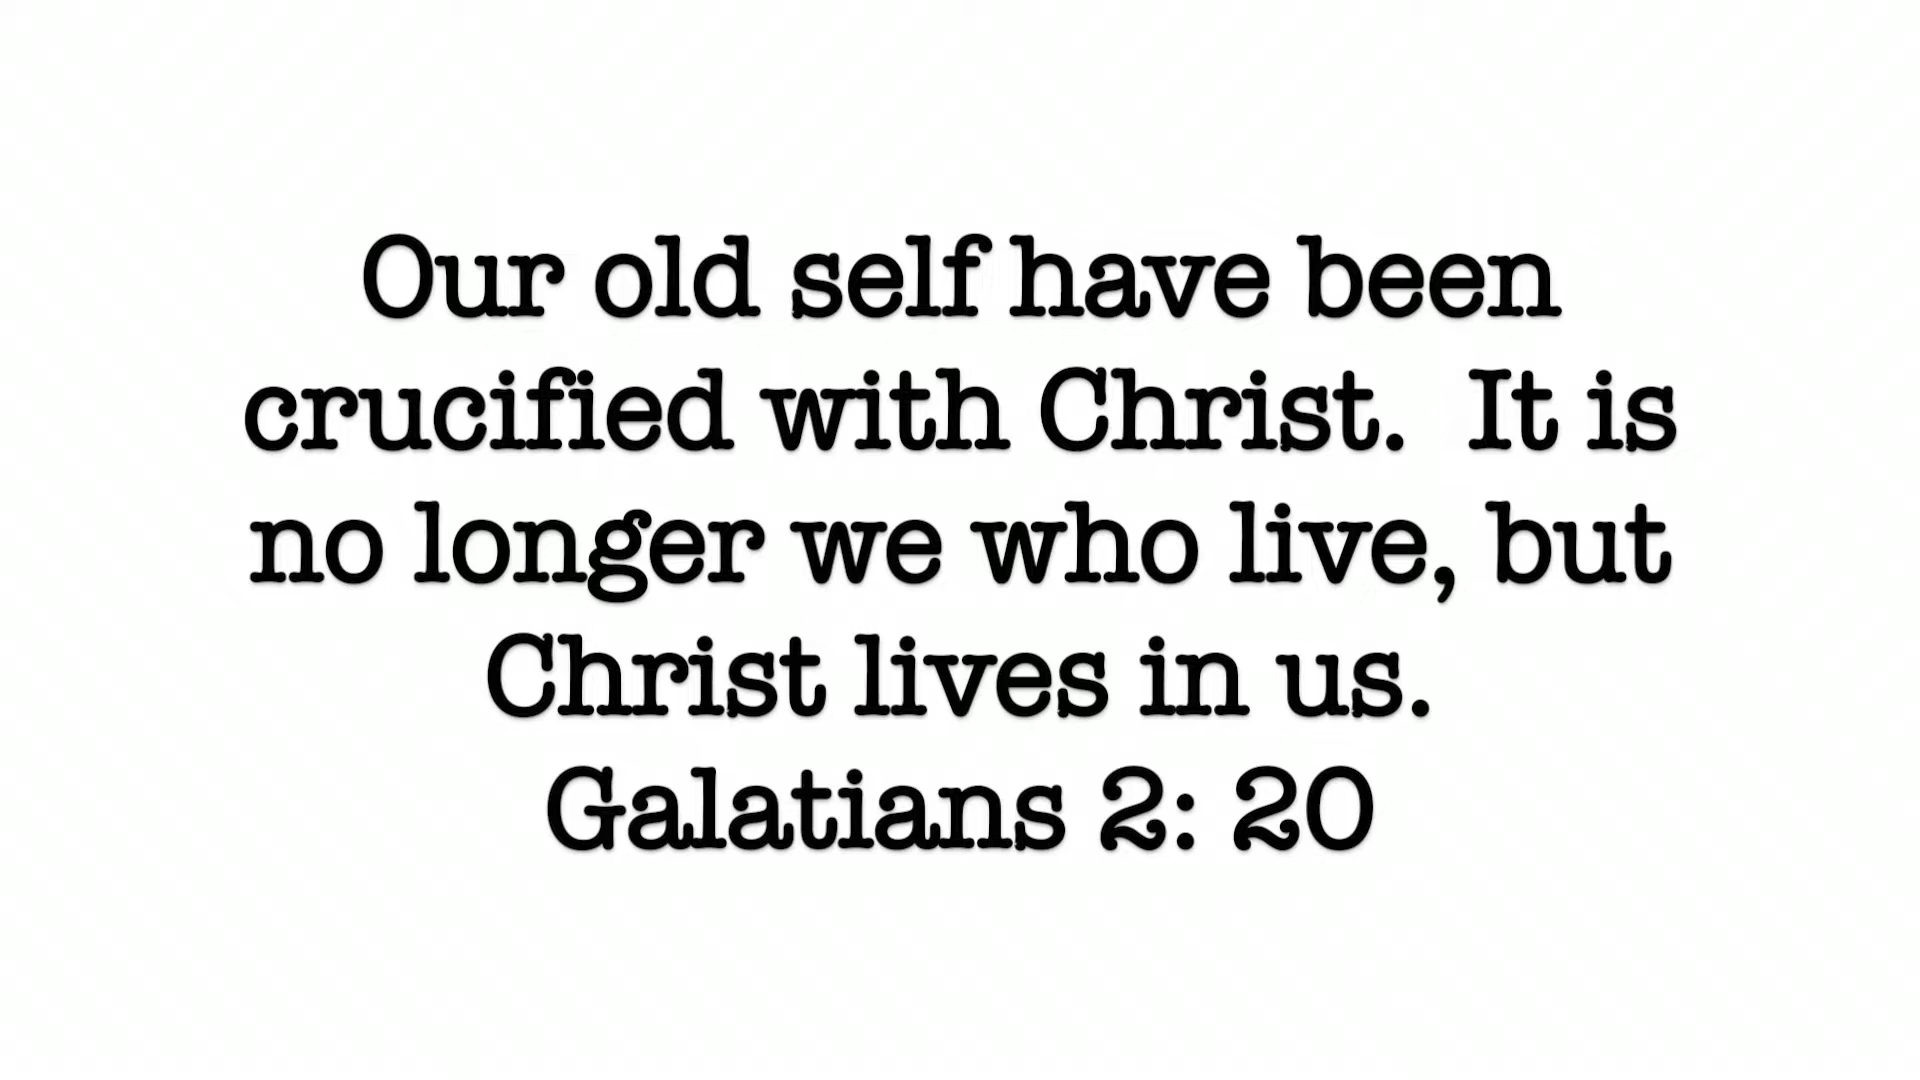 Our old self have been
crucified with Christ.  It is
no longer we who live, but
Christ lives in us.
Galatians 2: 20